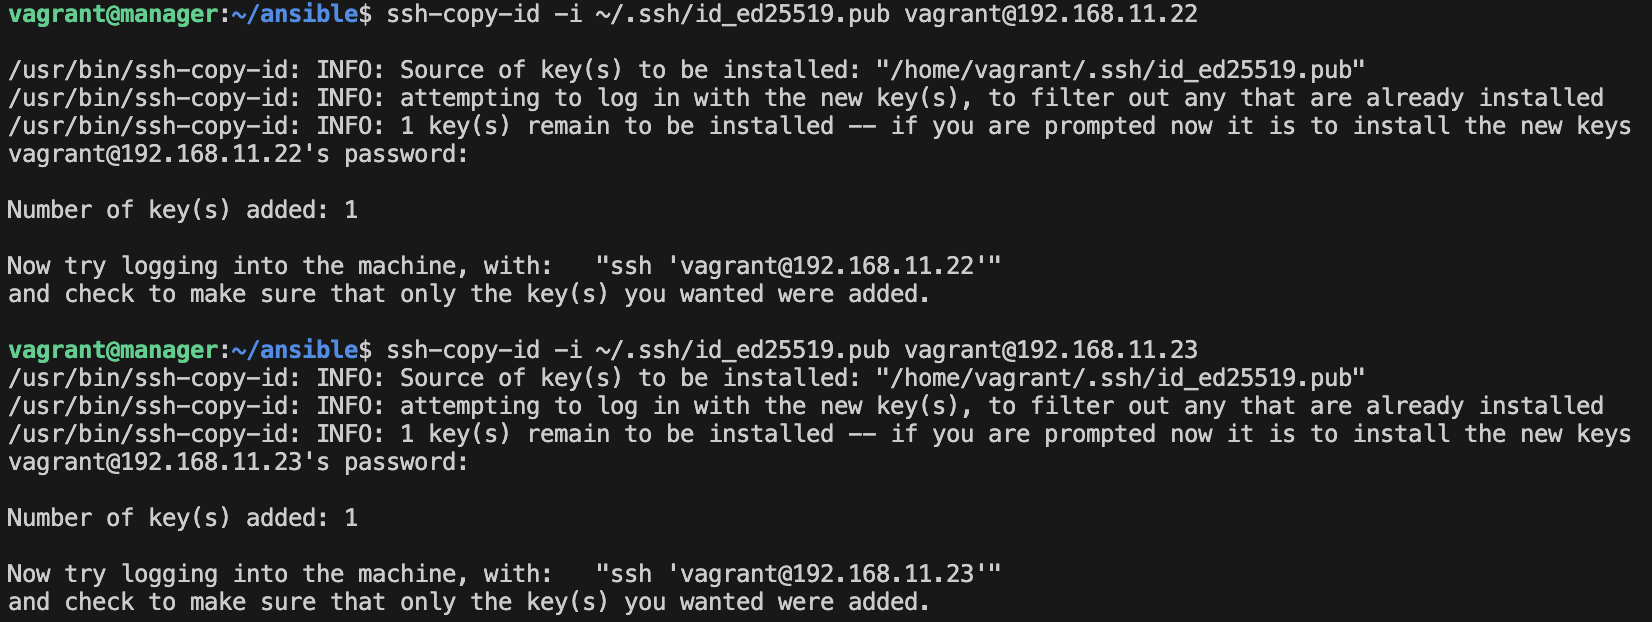 vagrant@manager:~/ansible$ ssh-copy-id -i ~/.ssh/id_ed25519.pub vagrant@192.168.11.22
/usr/bin/ssh-copy-id: INFO: Source of key(s) to be installed: "/home/vagrant/.ssh/id_ed25519.pub"
/usr/bin/ssh-copy-id: INFO: attempting to log in with the new key(s), to filter out any that are already installed
/usr/bin/ssh-copy-id: INFO: 1 key(s) remain to be installed -- if you are prompted now it is to install the new keys
vagrant@192.168.11.22's password:
Number of key(s) added: 1
Now try logging into the machine, with:   "ssh 'vagrant@192.168.11.22'"
and check to make sure that only the key(s) you wanted were added.
vagrant@manager:~/ansible$ ssh-copy-id -i ~/.ssh/id_ed25519.pub vagrant@192.168.11.23
/usr/bin/ssh-copy-id: INFO: Source of key(s) to be installed: "/home/vagrant/.ssh/id_ed25519.pub"
/usr/bin/ssh-copy-id: INFO: attempting to log in with the new key(s), to filter out any that are already installed
/usr/bin/ssh-copy-id: INFO: 1 key(s) remain to be installed -- if you are prompted now it is to install the new keys
vagrant@192.168.11.23's password:
Number of key(s) added: 1
Now try logging into the machine, with:   "ssh 'vagrant@192.168.11.23'"
and check to make sure that only the key(s) you wanted were added.